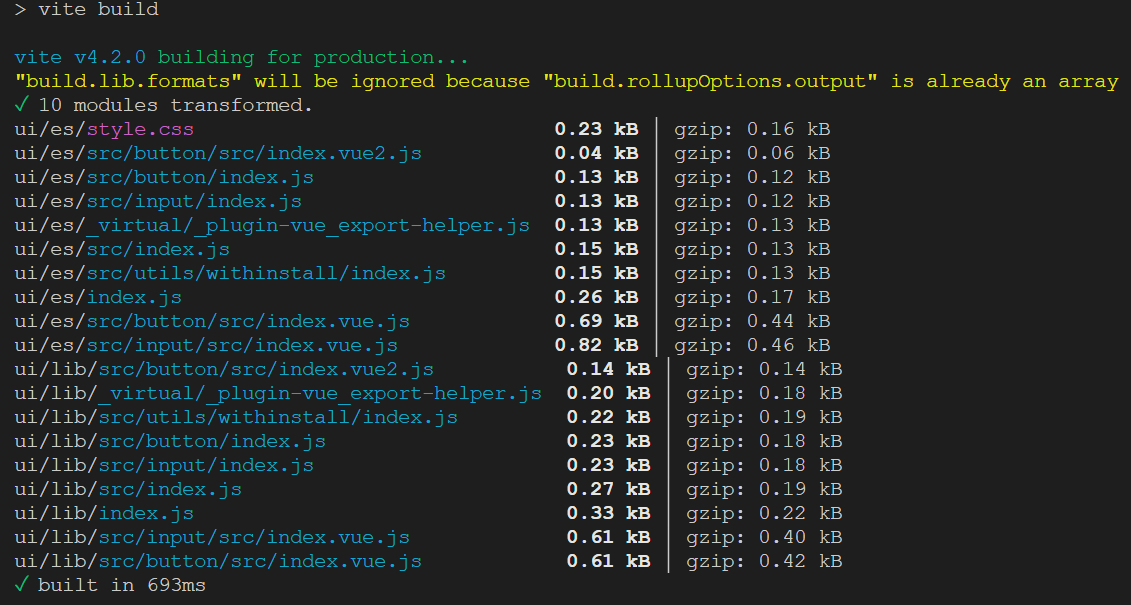 > vite build
vite v4.2.0 building for production...
"build.lib.formats" will be ignored because "build.rollupOptions.output" is already an array
✓ 10 modules transformed.
ui/es/style.css 0.23 kB │ gzip: 0.16 kB
ui/es/src/button/src/index.vue2.js 0.04 kB │ gzip: 0.06 kB
ui/es/src/button/index.js 0.13 kB │ gzip: 0.12 kB
ui/es/src/input/index.js 0.13 kB │ gzip: 0.12 kB
ui/es/_virtual/_plugin-vue_export-helper.js 0.13 kB │ gzip: 0.13 kB
ui/es/src/index.js 0.15 kB │ gzip: 0.13 kB
ui/es/src/utils/withinstall/index.js 0.15 kB │ gzip: 0.13 kB
ui/es/index.js 0.26 kB │ gzip: 0.17 kB
ui/es/src/button/src/index.vue.js 0.69 kB │ gzip: 0.44 kB
ui/es/src/input/src/index.vue.js 0.82 kB │ gzip: 0.46 kB
ui/lib/src/button/src/index.vue2.js 0.14 kB │ gzip: 0.14 kB
ui/lib/_virtual/_plugin-vue_export-helper.js 0.20 kB │ gzip: 0.18 kB
ui/lib/src/utils/withinstall/index.js 0.22 kB │ gzip: 0.19 kB
ui/lib/src/button/index.js 0.23 kB │ gzip: 0.18 kB
ui/lib/src/input/index.js 0.23 kB │ gzip: 0.18 kB
ui/lib/src/index.js 0.27 kB │ gzip: 0.19 kB
ui/lib/index.js 0.33 kB │ gzip: 0.22 kB
ui/lib/src/input/src/index.vue.js 0.61 kB │ gzip: 0.40 kB
ui/lib/src/button/src/index.vue.js 0.61 kB │ gzip: 0.42 kB
✓ built in 693ms